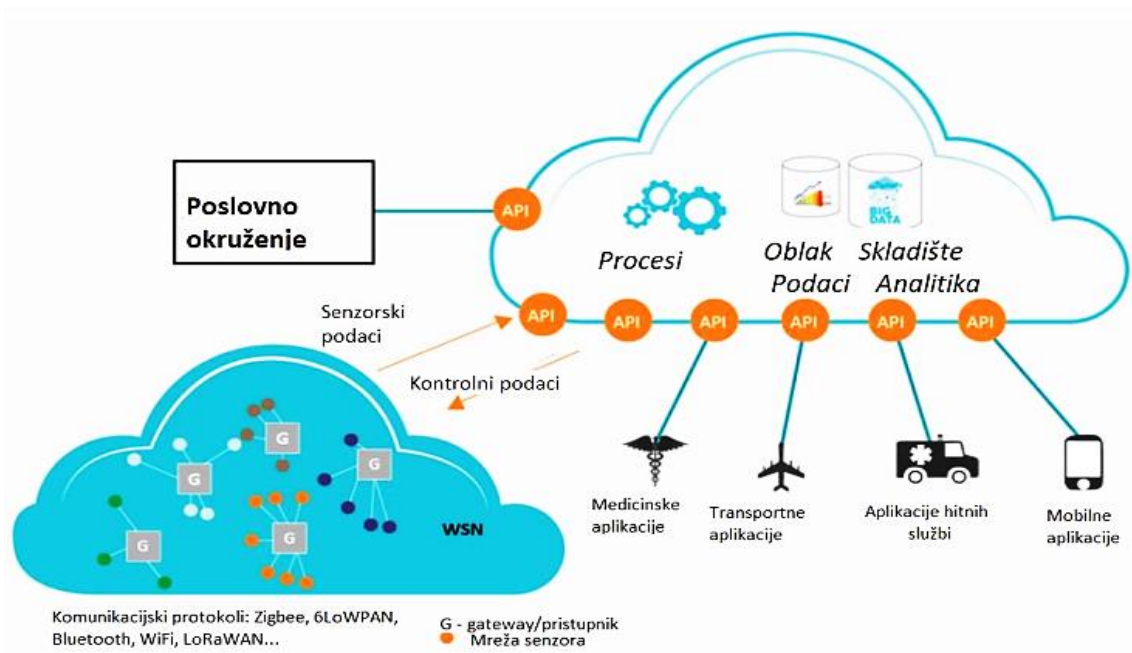 Poslovno
okruženje
API
Procesi
BIG
DATA
Oblak Skladište
Podaci Analitika
API
API
API
API
API
API
Senzorski
podaci
Kontrolni podaci
G
G
G
G
G
WSN
Medicinske
aplikacije
Transportne
aplikacije
Aplikacije hitnih
službi
Mobilne
aplikacije
Komunikacijski protokoli: Zigbee, 6LoWPAN,
Bluetooth, WiFi, LoRaWAN...
G - gateway/pristupnik
Mreža senzora